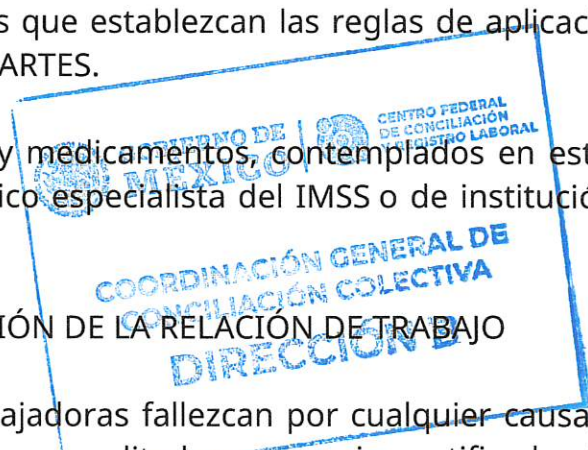 s que establezcan las reglas de aplicac
ARTES.
GOBIERNO DE
MÉXICO
CENTRO FEDERAL
DE CONCILIACIÓN
Y REGISTRO LABORAL
y medicamentos, contemplados en est
ico especialista del IMSS o de institució
COORDINACIÓN GENERAL DE
CONCILIACIÓN COLECTIVA
IÓN DE LA RELACIÓN DE TRABAJO
DIRECCIÓN B
ajadoras fallezcan por cualquier causa